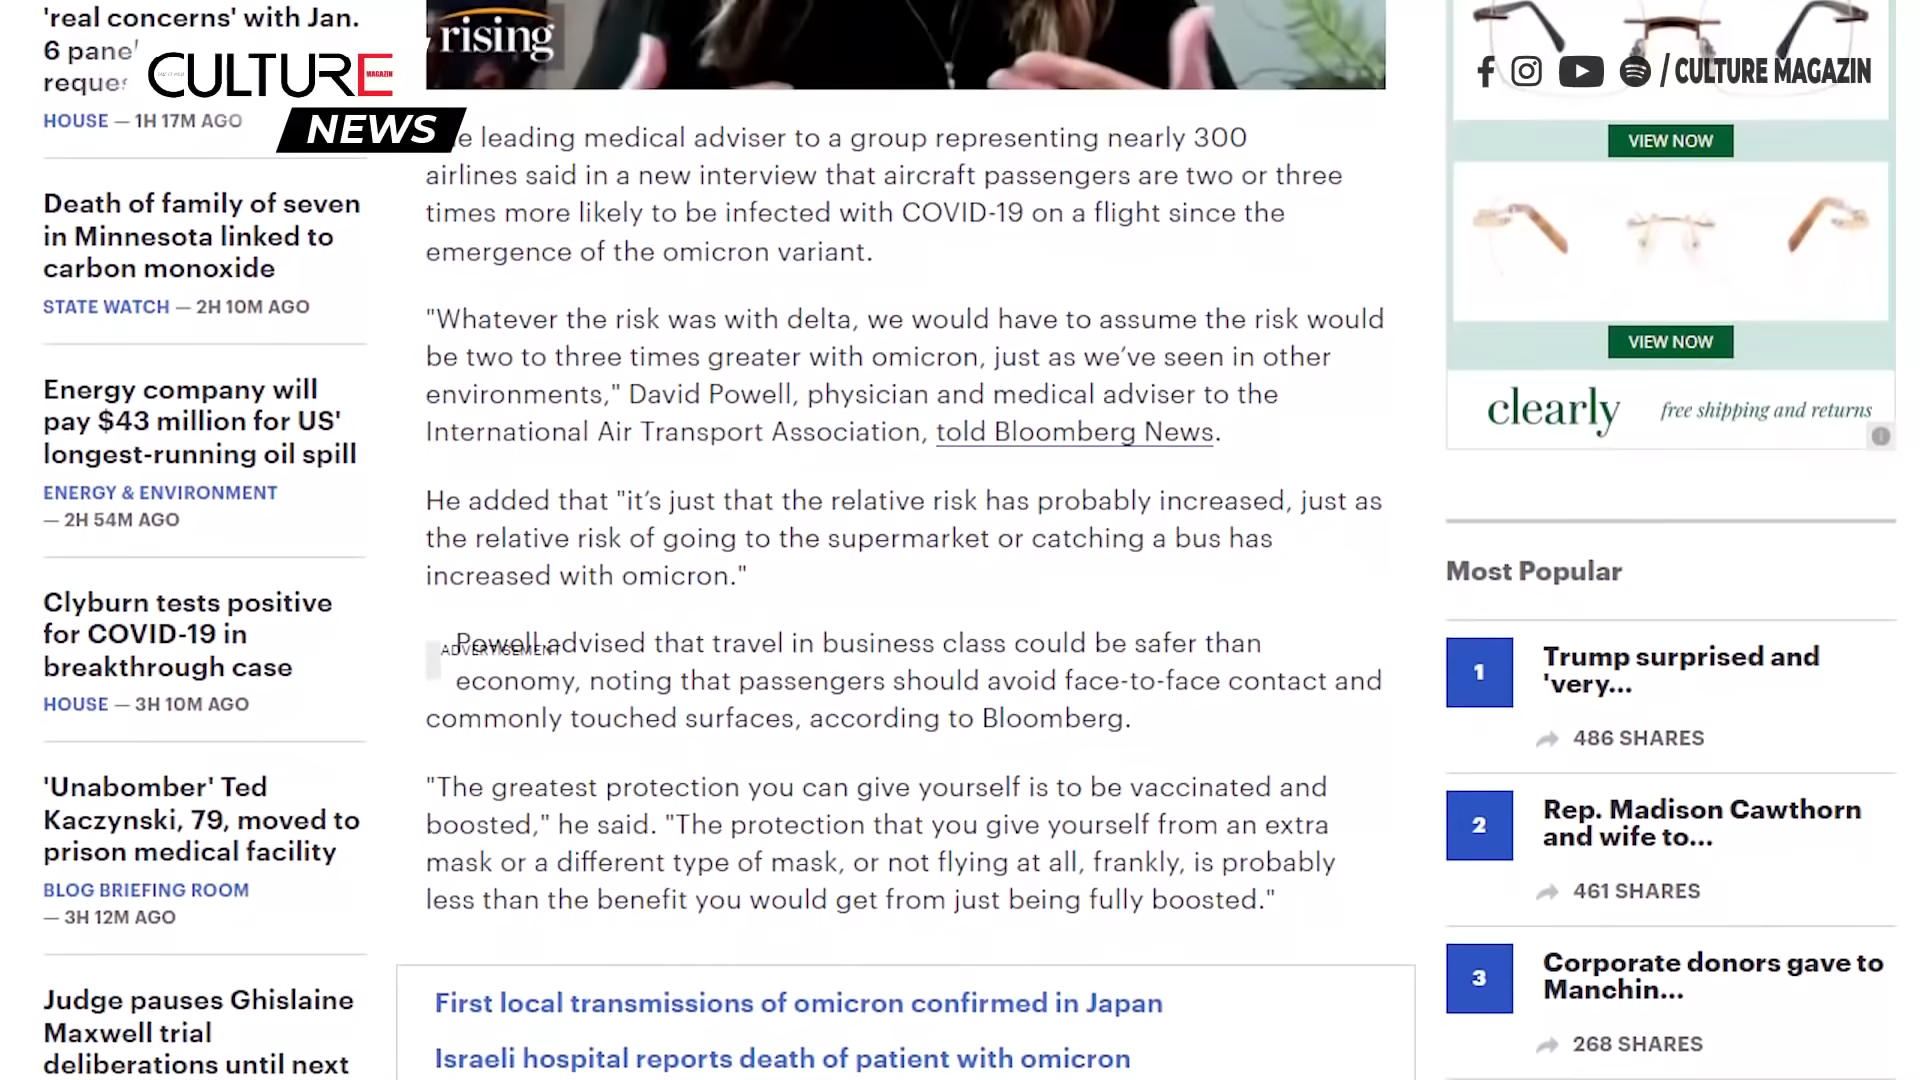 'real concerns' with Jan.
6 panel
HOUSE — 1H 17M AGO
Death of family of seven
in Minnesota linked to
carbon monoxide
STATE WATCH — 2H 10M AGO
Energy company will
pay $43 million for US'
longest-running oil spill
ENERGY & ENVIRONMENT
— 2H 54M AGO
Clyburn tests positive
for COVID-19 in
breakthrough case
HOUSE — 3H 10M AGO
'Unabomber' Ted
Kaczynski, 79, moved to
prison medical facility
BLOG BRIEFING ROOM
— 3H 12M AGO
Judge pauses Ghislaine
Maxwell trial
deliberations until next
CULTURE
MAGAZIN
NEWS
rising
leading medical adviser to a group representing nearly 300
airlines said in a new interview that aircraft passengers are two or three
times more likely to be infected with COVID-19 on a flight since the
emergence of the omicron variant.
"Whatever the risk was with delta, we would have to assume the risk would
be two to three times greater with omicron, just as we've seen in other
environments," David Powell, physician and medical adviser to the
International Air Transport Association, told Bloomberg News.
He added that "it's just that the relative risk has probably increased, just as
the relative risk of going to the supermarket or catching a bus has
increased with omicron."
ADVERTISEMENT
Powell advised that travel in business class could be safer than
economy, noting that passengers should avoid face-to-face contact and
commonly touched surfaces, according to Bloomberg.
"The greatest protection you can give yourself is to be vaccinated and
boosted," he said. "The protection that you give yourself from an extra
mask or a different type of mask, or not flying at all, frankly, is probably
less than the benefit you would get from just being fully boosted."
First local transmissions of omicron confirmed in Japan
Israeli hospital reports death of patient with omicron
/ CULTURE MAGAZIN
VIEW NOW
VIEW NOW
clearly free shipping and returns
Most Popular
1 Trump surprised and
'very...
486 SHARES
2 Rep. Madison Cawthorn
and wife to...
461 SHARES
3 Corporate donors gave to
Manchin...
268 SHARES